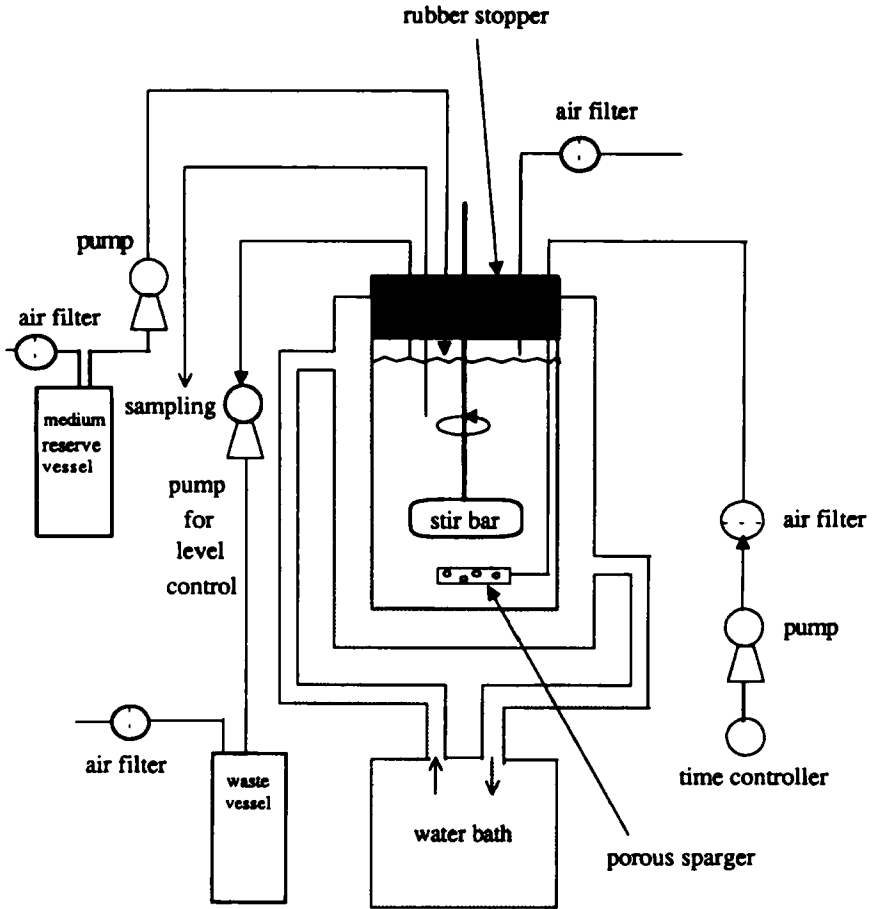 rubber stopper
air filter
pump
air filter
medium
reserve
vessel
sampling
pump
for
level
control
stir bar
air filter
pump
time controller
air filter
waste
vessel
water bath
porous sparger